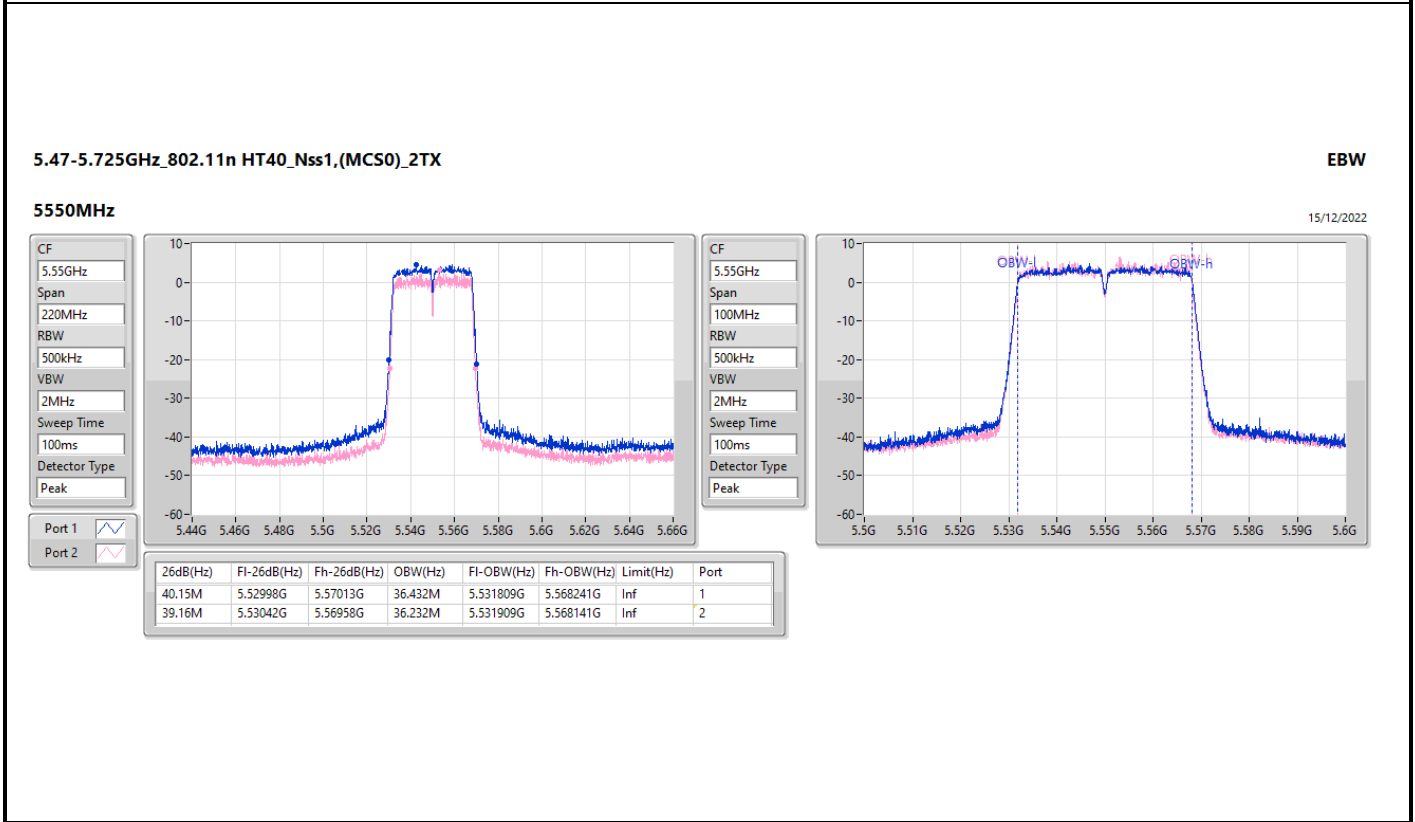 5.47-5.725GHz_802.11n HT40_Nss1,(MCS0)_2TX
EBW
5550MHz
15/12/2022
CF
5.55GHz
Span
220MHz
RBW
500kHz
VBW
2MHz
Sweep Time
100ms
Detector Type
Peak
Port 1
Port 2
10
0
-10
-20
-30
-40
-50
-60
5.44G 5.46G 5.48G 5.5G 5.52G 5.54G 5.56G 5.58G 5.6G 5.62G 5.64G 5.66G
CF
5.55GHz
Span
100MHz
RBW
500kHz
VBW
2MHz
Sweep Time
100ms
Detector Type
Peak
10
0
-10
-20
-30
-40
-50
-60
OBW-l OBW-h
5.5G 5.51G 5.52G 5.53G 5.54G 5.55G 5.56G 5.57G 5.58G 5.59G 5.6G
26dB(Hz) Fl-26dB(Hz) Fh-26dB(Hz) OBW(Hz) Fl-OBW(Hz) Fh-OBW(Hz) Limit(Hz) Port
40.15M 5.52998G 5.57013G 36.432M 5.531809G 5.568241G Inf 1
39.16M 5.53042G 5.56958G 36.232M 5.531909G 5.568141G Inf 2